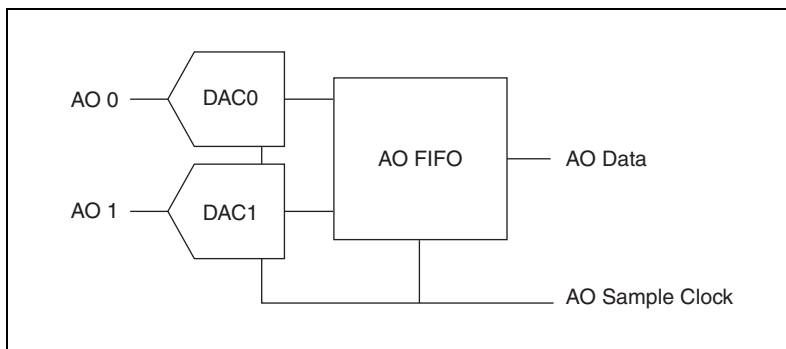 AO 0
DAC0
AO FIFO
AO Data
AO 1
DAC1
AO Sample Clock